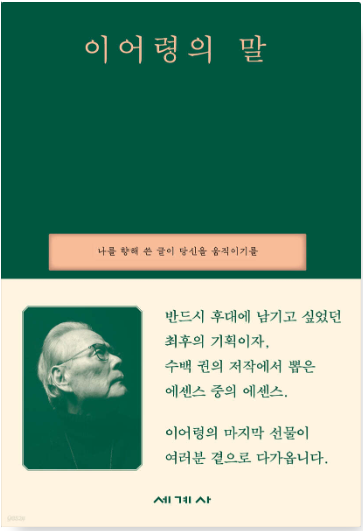 이어령의 말
나를 향해 쓴 글이 당신을 움직이기를
반드시 후대에 남기고 싶었던
최후의 기획이자,
수백 권의 저작에서 뽑은
에센스 중의 에센스.
이어령의 마지막 선물이
여러분 곁으로 다가옵니다.
세계사